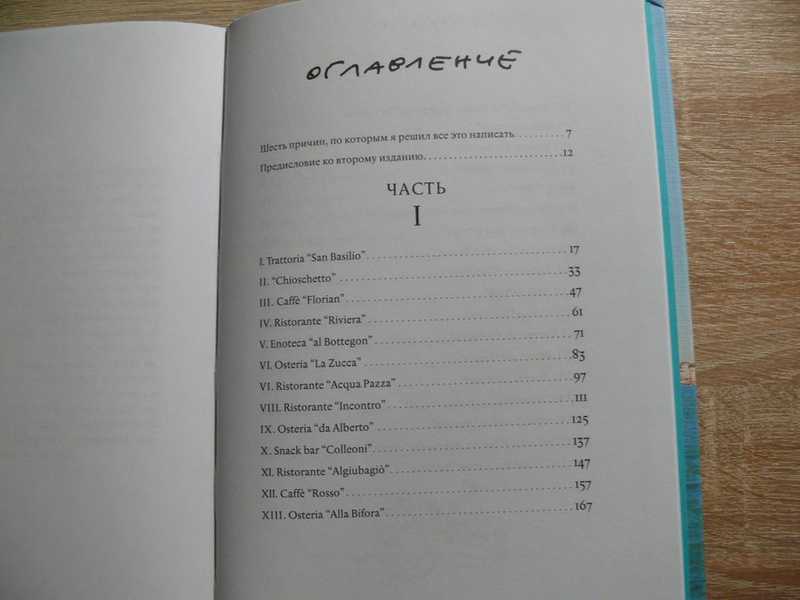 ОГЛАВЛЕНИЕ
Шесть причин, по которым я решил все это написать. . . . . . . . . . 7
Предисловие ко второму изданию. . . . . . . . . . . . . . . . . . . . . . . . . . 12
ЧАСТЬ
I
I. Trattoria “San Basilio” . . . . . . . . . . . . . . . . . . . . . . . . . . . . . . . . . 17
II. “Chioschetto” . . . . . . . . . . . . . . . . . . . . . . . . . . . . . . . . . . . . . . 33
III. Caffè “Florian” . . . . . . . . . . . . . . . . . . . . . . . . . . . . . . . . . . . . . 47
IV. Ristorante “Riviera” . . . . . . . . . . . . . . . . . . . . . . . . . . . . . . . . . 61
V. Enoteca “al Bottegon” . . . . . . . . . . . . . . . . . . . . . . . . . . . . . . . . 71
VI. Osteria “La Zucca” . . . . . . . . . . . . . . . . . . . . . . . . . . . . . . . . . . 83
VI. Ristorante “Acqua Pazza” . . . . . . . . . . . . . . . . . . . . . . . . . . . . . 97
VIII. Ristorante “Incontro” . . . . . . . . . . . . . . . . . . . . . . . . . . . . . . 111
IX. Osteria “da Alberto” . . . . . . . . . . . . . . . . . . . . . . . . . . . . . . . . 125
X. Snack bar “Colleoni” . . . . . . . . . . . . . . . . . . . . . . . . . . . . . . . . 137
XI. Ristorante “Algiubagiò” . . . . . . . . . . . . . . . . . . . . . . . . . . . . . . 147
XII. Caffè “Rosso” . . . . . . . . . . . . . . . . . . . . . . . . . . . . . . . . . . . . . 157
XIII. Osteria “Alla Bifora” . . . . . . . . . . . . . . . . . . . . . . . . . . . . . . . 167